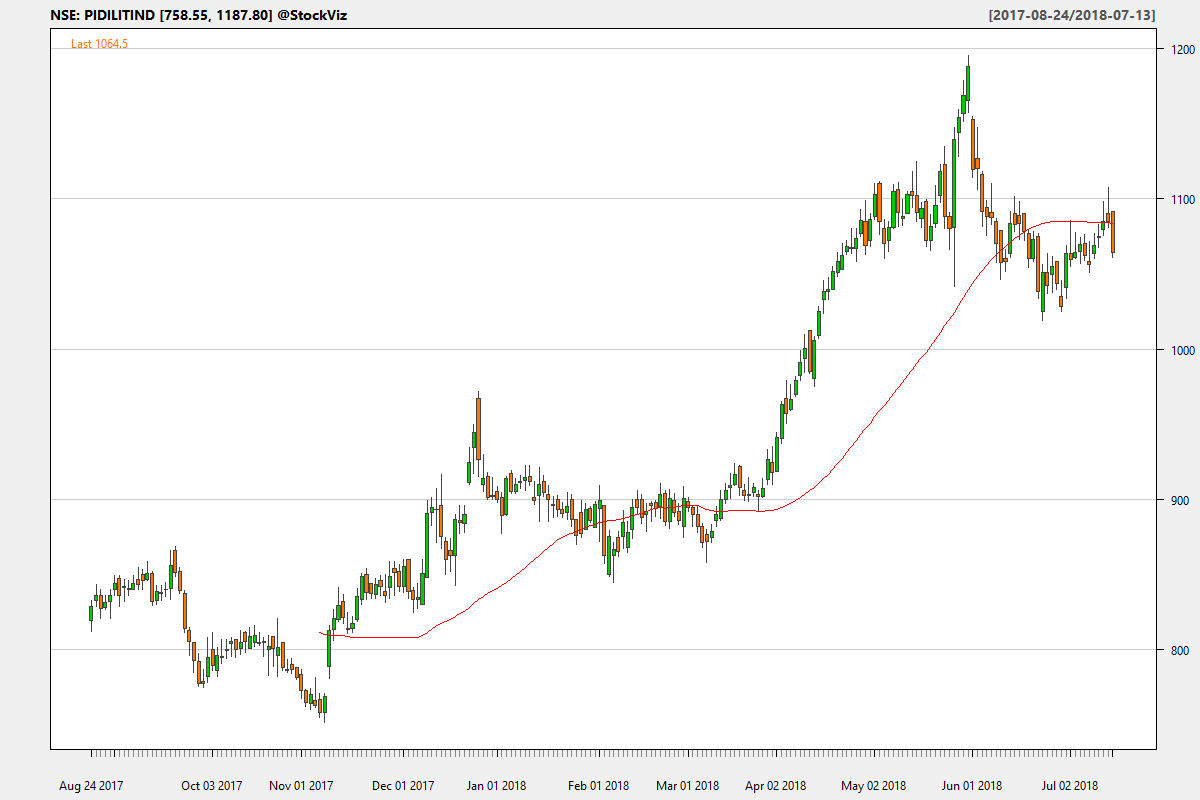 NSE: PIDILITIND [758.55, 1187.80] @StockViz [2017-08-24/2018-07-13]
Last 1064.5
1200
1100
1000
900
800
Aug 24 2017 Oct 03 2017 Nov 01 2017 Dec 01 2017 Jan 01 2018 Feb 01 2018 Mar 01 2018 Apr 02 2018 May 02 2018 Jun 01 2018 Jul 02 2018